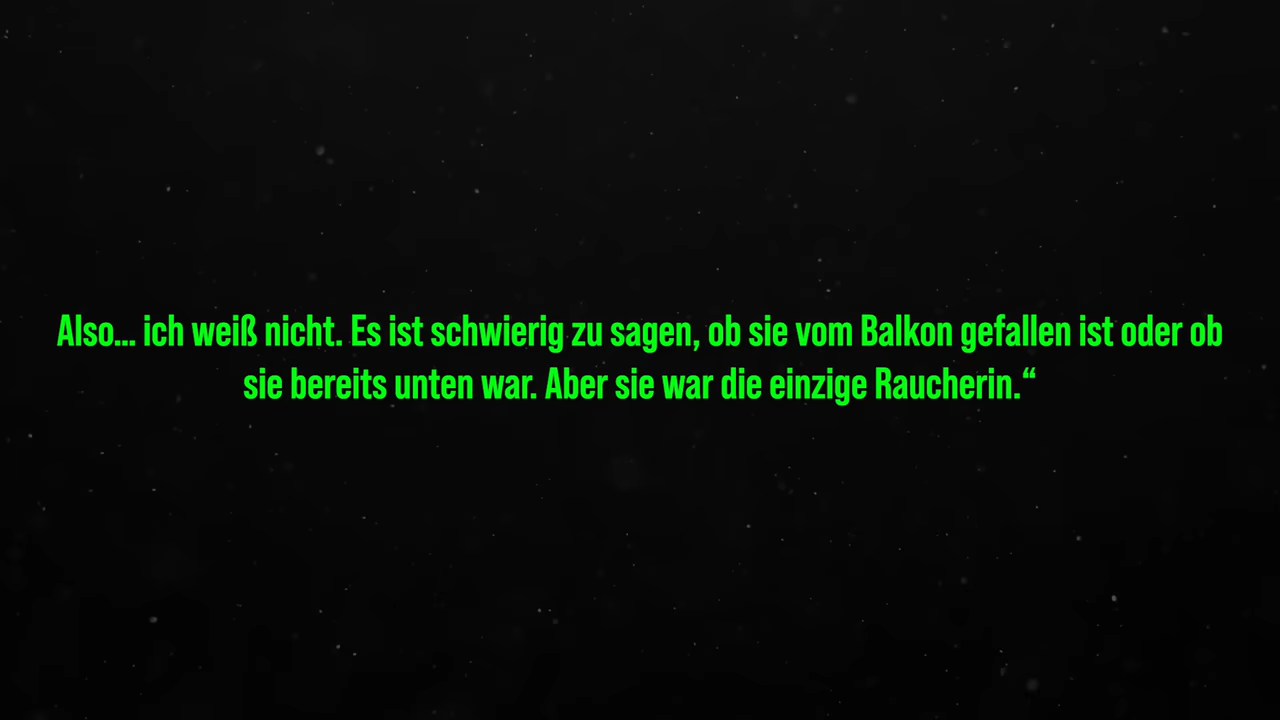 Also... ich weiß nicht. Es ist schwierig zu sagen, ob sie vom Balkon gefallen ist oder ob
sie bereits unten war. Aber sie war die einzige Raucherin.“